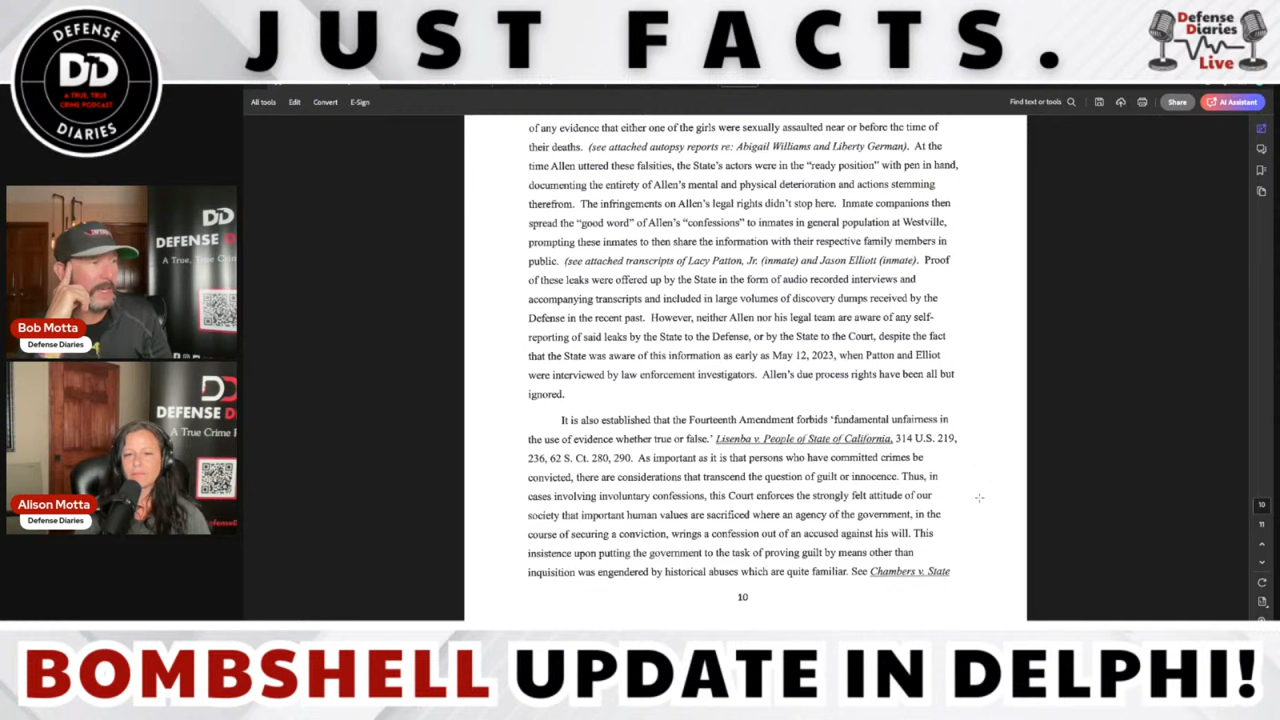 JUST FACTS.
DEFENSE
DD
A TRUE, TRUE
CRIME PODCAST
DIARIES
Defense
Diaries
Live
All tools Edit Convert E-Sign
Find text or tools
Share
AI Assistant
of any evidence that either one of the girls were sexually assaulted near or before the time of
their deaths. (see attached autopsy reports re: Abigail Williams and Liberty German). At the
time Allen uttered these falsities, the State's actors were in the “ready position” with pen in hand,
documenting the entirety of Allen's mental and physical deterioration and actions stemming
therefrom. The infringements on Allen's legal rights didn't stop here. Inmate companions then
spread the “good word” of Allen's “confessions” to inmates in general population at Westville,
prompting these inmates to then share the information with their respective family members in
public. (see attached transcripts of Lacy Patton, Jr. (inmate) and Jason Elliott (inmate). Proof
of these leaks were offered up by the State in the form of audio recorded interviews and
accompanying transcripts and included in large volumes of discovery dumps received by the
Defense in the recent past. However, neither Allen nor his legal team are aware of any self-
reporting of said leaks by the State to the Defense, or by the State to the Court, despite the fact
that the State was aware of this information as early as May 12, 2023, when Patton and Elliot
were interviewed by law enforcement investigators. Allen's due process rights have been all but
ignored.
It is also established that the Fourteenth Amendment forbids ‘fundamental unfairness in
the use of evidence whether true or false.’ Lisenba v. People of State of California, 314 U.S. 219,
236, 62 S. Ct. 280, 290. As important as it is that persons who have committed crimes be
convicted, there are considerations that transcend the question of guilt or innocence. Thus, in
cases involving involuntary confessions, this Court enforces the strongly felt attitude of our
society that important human values are sacrificed where an agency of the government, in the
course of securing a conviction, wrings a confession out of an accused against his will. This
insistence upon putting the government to the task of proving guilt by means other than
inquisition was engendered by historical abuses which are quite familiar. See Chambers v. State
10
10
11
DD
DEFENSE D
A True, True Cri
Bob Motta
Defense Diaries
DEFENSE D
A True Crime P
Alison Motta
Defense Diaries
BOMBSHELL UPDATE IN DELPHI!